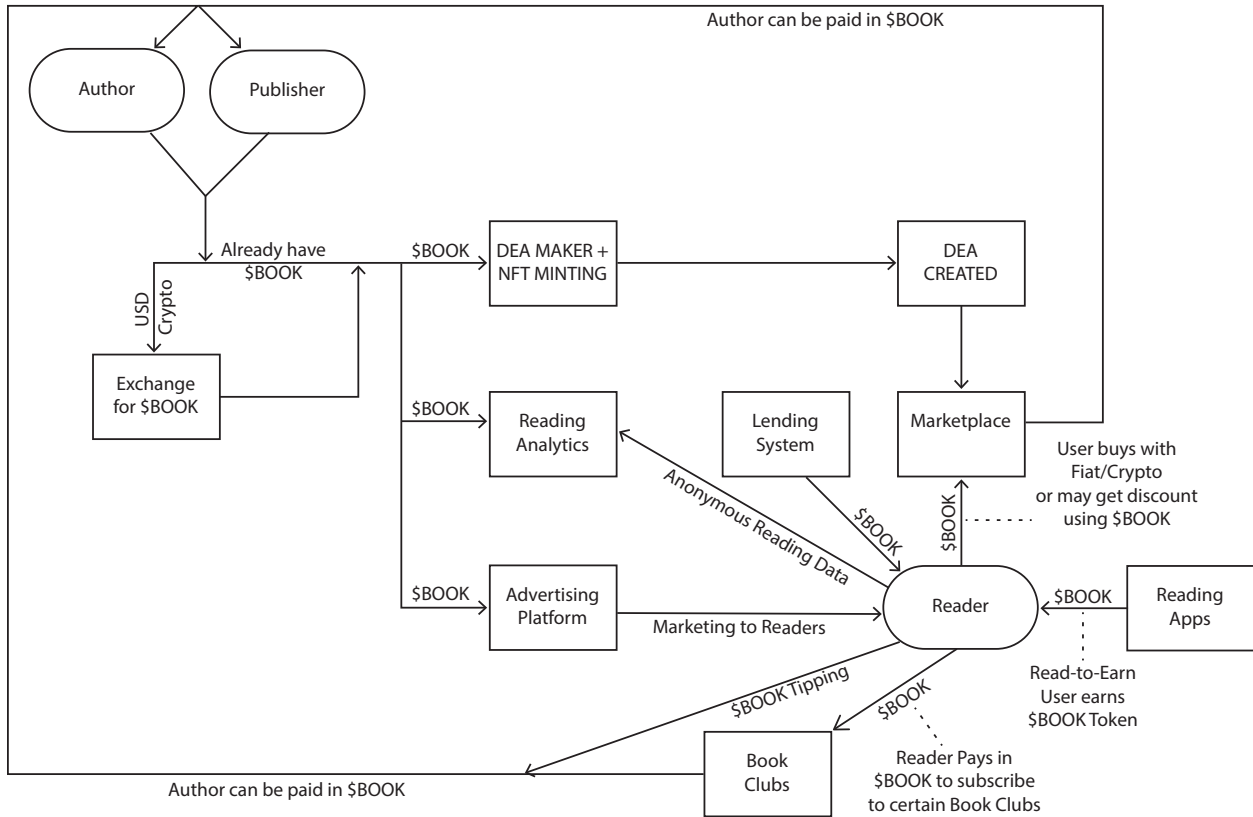 Author can be paid in $BOOK
Author
Publisher
Already have
$BOOK
$BOOK
DEA MAKER +
NFT MINTING
DEA
CREATED
USD
Crypto
Exchange
for $BOOK
$BOOK
Reading
Analytics
Lending
System
Marketplace
User buys with
Fiat/Crypto
or may get discount
using $BOOK
Anonymous Reading Data
$BOOK
$BOOK
$BOOK
Advertising
Platform
Marketing to Readers
Reader
$BOOK
Reading
Apps
Read-to-Earn
User earns
$BOOK Token
$BOOK Tipping
$BOOK
Book
Clubs
Reader Pays in
$BOOK to subscribe
to certain Book Clubs
Author can be paid in $BOOK